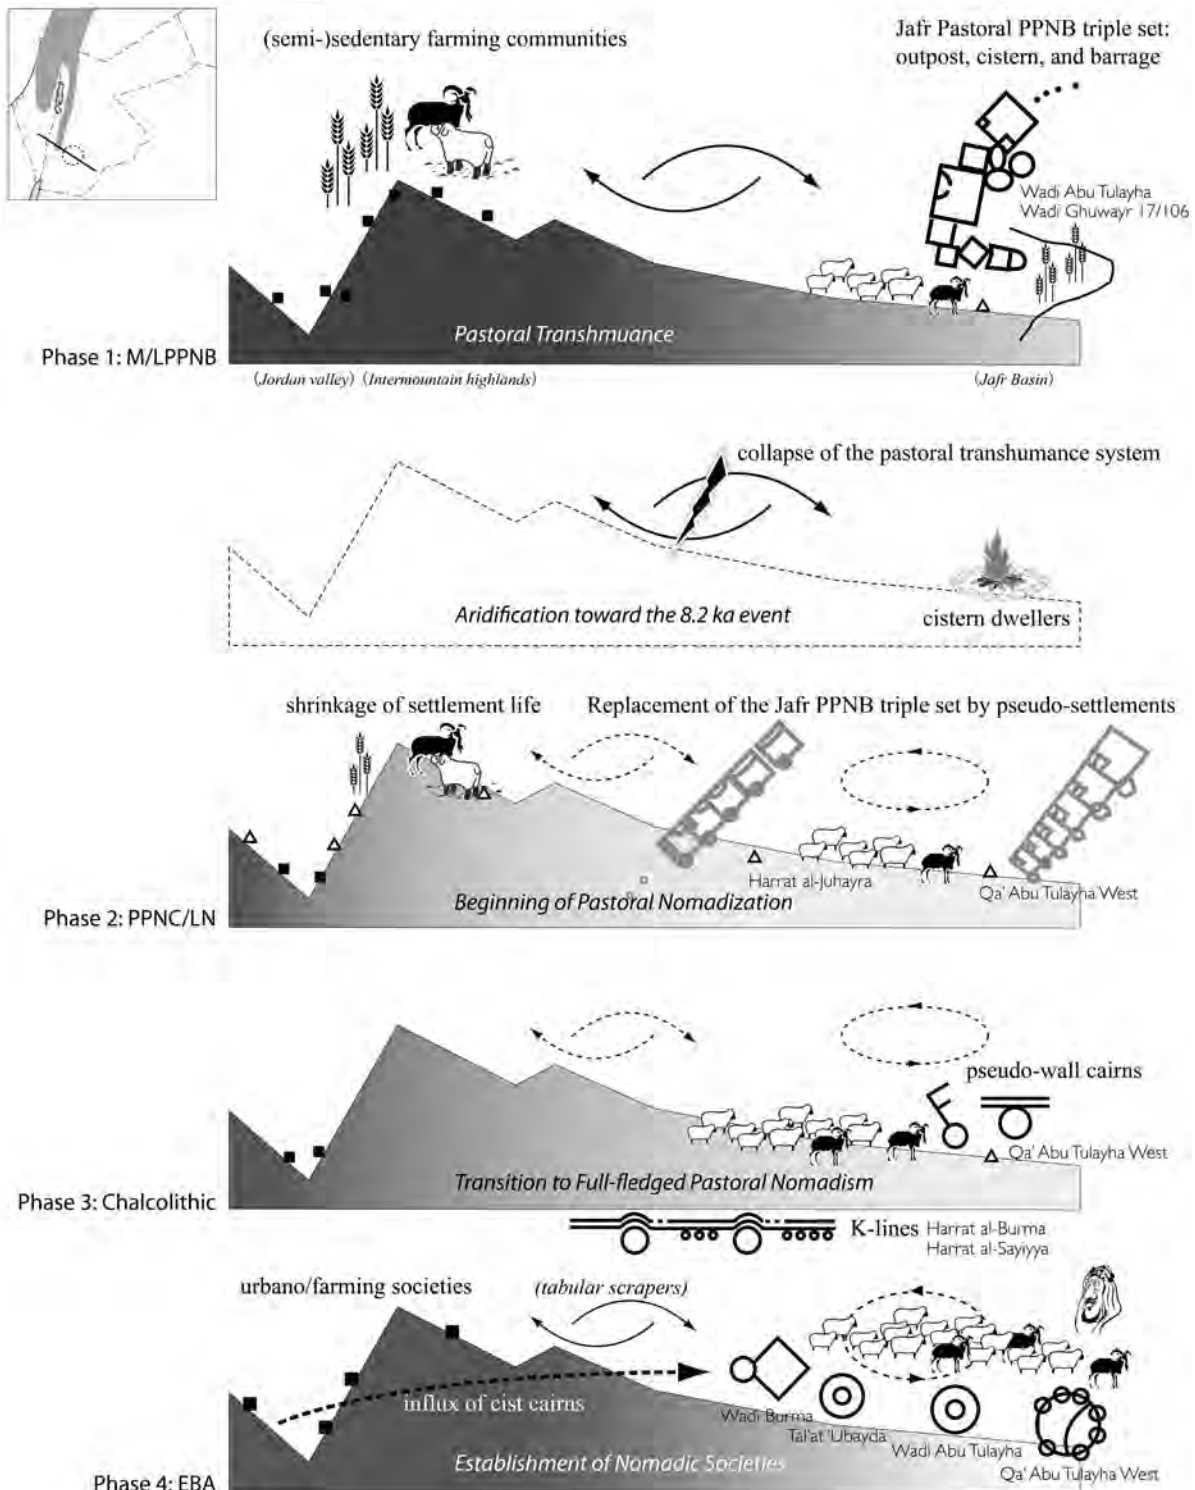 (semi-)sedentary farming communities
Jafr Pastoral PPNB triple set:
outpost, cistern, and barrage
Wadi Abu Tulayha
Wadi Ghuwayr 17/106
Pastoral Transhmuance
Phase 1: M/LPPNB
(Jordan valley) (Intermountain highlands)
(Jafr Basin)
collapse of the pastoral transhumance system
Aridification toward the 8.2 ka event
cistern dwellers
shrinkage of settlement life
Replacement of the Jafr PPNB triple set by pseudo-settlements
Harrat al-Juhayra
Qa' Abu Tulayha West
Beginning of Pastoral Nomadization
Phase 2: PPNC/LN
pseudo-wall cairns
Qa' Abu Tulayha West
Transition to Full-fledged Pastoral Nomadism
Phase 3: Chalcolithic
K-lines Harrat al-Burma
Harrat al-Sayiyya
urbano/farming societies
(tabular scrapers)
influx of cist cairns
Wadi Burma
Tal'at 'Ubayda
Wadi Abu Tulayha
Establishment of Nomadic Societies
Qa' Abu Tulayha West
Phase 4: EBA